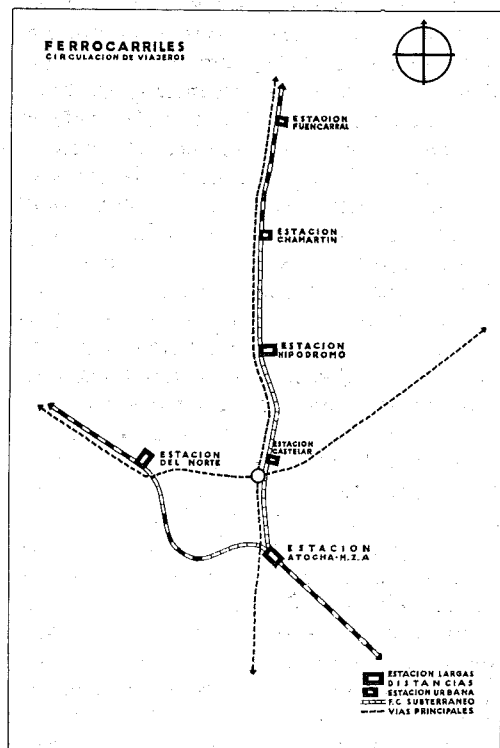 FERROCARRILES
CIRCULACION DE VIAJEROS
ESTACION
FUENCARRAL
ESTACION
CHAMARTIN
ESTACION
HIPODROMO
ESTACION
CASTELAR
ESTACION
DEL NORTE
ESTACION
ATOCHA-M.Z.A
ESTACION LARGAS
DISTANCIAS
ESTACION URBANA
F.C SUBTERRANEO
VIAS PRINCIPALES